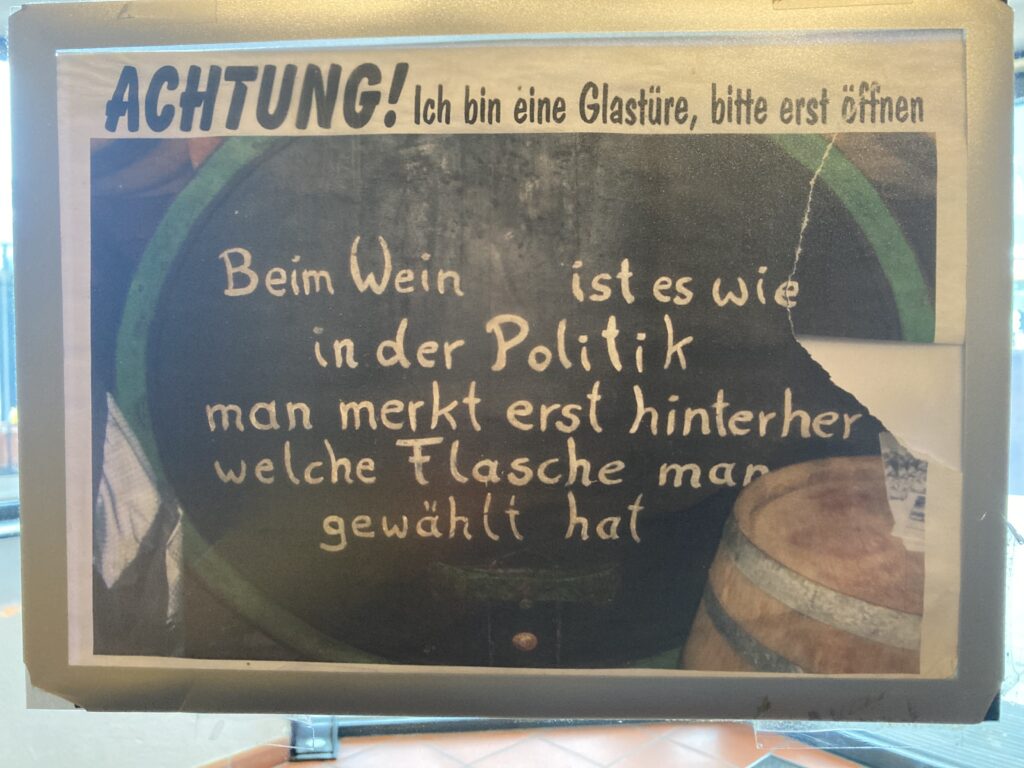 ACHTUNG! Ich bin eine Glastüre, bitte erst öffnen
Beim Wein ist es wie
in der Politik
man merkt erst hinterher
welche Flasche man
gewählt hat